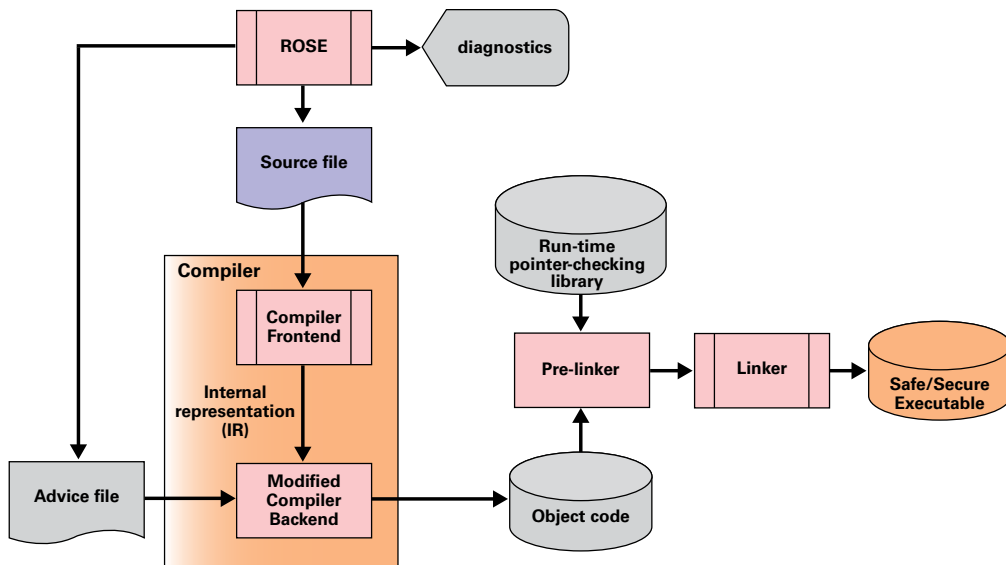 ROSE
diagnostics
Source file
Run-time
pointer-checking
library
Compiler
Compiler
Frontend
Pre-linker
Linker
Safe/Secure
Executable
Internal
representation
(IR)
Advice file
Modified
Compiler
Backend
Object code